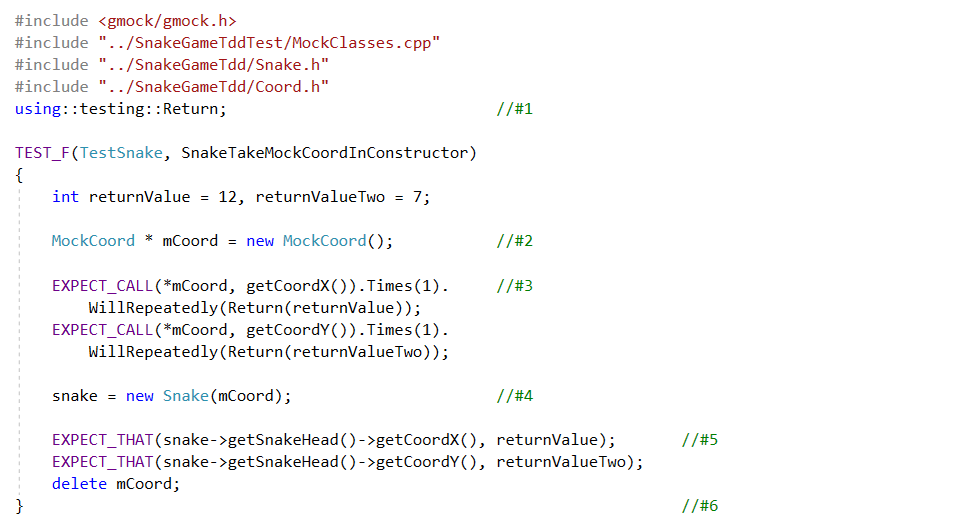 #include <gmock/gmock.h>
#include "../SnakeGameTddTest/MockClasses.cpp"
#include "../SnakeGameTdd/Snake.h"
#include "../SnakeGameTdd/Coord.h"
using::testing::Return; //#1
TEST_F(TestSnake, SnakeTakeMockCoordInConstructor)
{
int returnValue = 12, returnValueTwo = 7;
MockCoord * mCoord = new MockCoord(); //#2
EXPECT_CALL(*mCoord, getCoordX()).Times(1). //#3
WillRepeatedly(Return(returnValue));
EXPECT_CALL(*mCoord, getCoordY()).Times(1).
WillRepeatedly(Return(returnValueTwo));
snake = new Snake(mCoord); //#4
EXPECT_THAT(snake->getSnakeHead()->getCoordX(), returnValue); //#5
EXPECT_THAT(snake->getSnakeHead()->getCoordY(), returnValueTwo);
delete mCoord;
} //#6